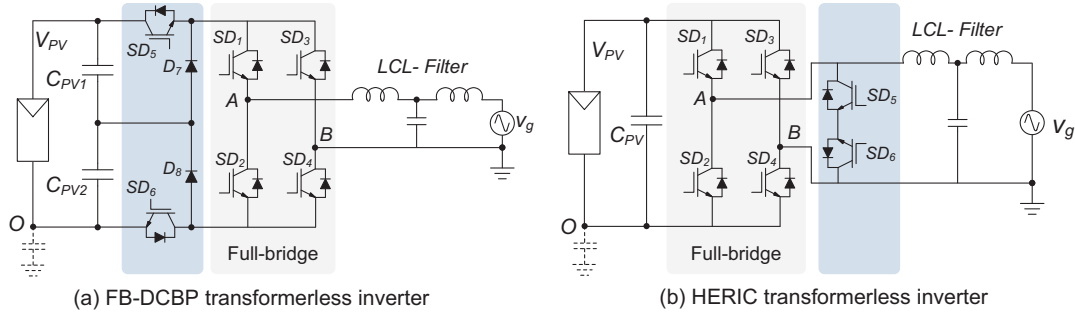 V_PV
SD_5
D_7
C_PV1
SD_1
SD_3
LCL- Filter
A
B
v_g
D_8
C_PV2
SD_2
SD_4
SD_6
O
Full-bridge
(a) FB-DCBP transformerless inverter
V_PV
SD_1
SD_3
LCL- Filter
A
SD_5
C_PV
B
v_g
SD_2
SD_4
SD_6
O
Full-bridge
(b) HERIC transformerless inverter